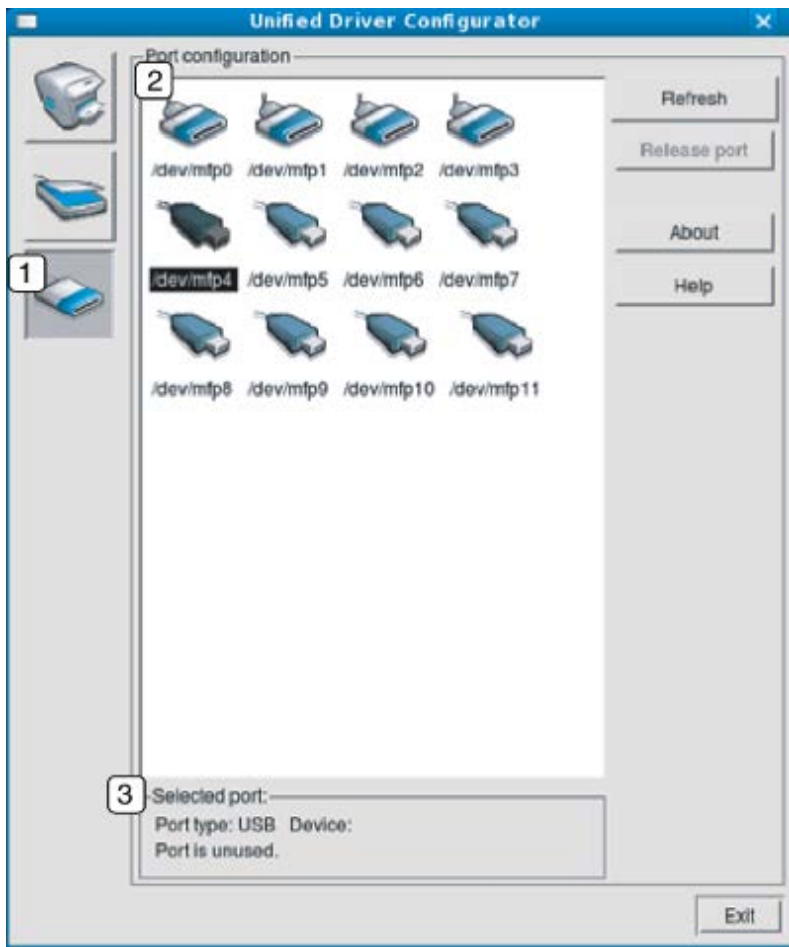 Unified Driver Configurator
Port configuration
2
Refresh
/dev/mfp0 /dev/mfp1 /dev/mfp2 /dev/mfp3
Release port
About
1
/dev/mfp4 /dev/mfp5 /dev/mfp6 /dev/mfp7
Help
/dev/mfp8 /dev/mfp9 /dev/mfp10 /dev/mfp11
3
Selected port:
Port type: USB Device:
Port is unused.
Exit